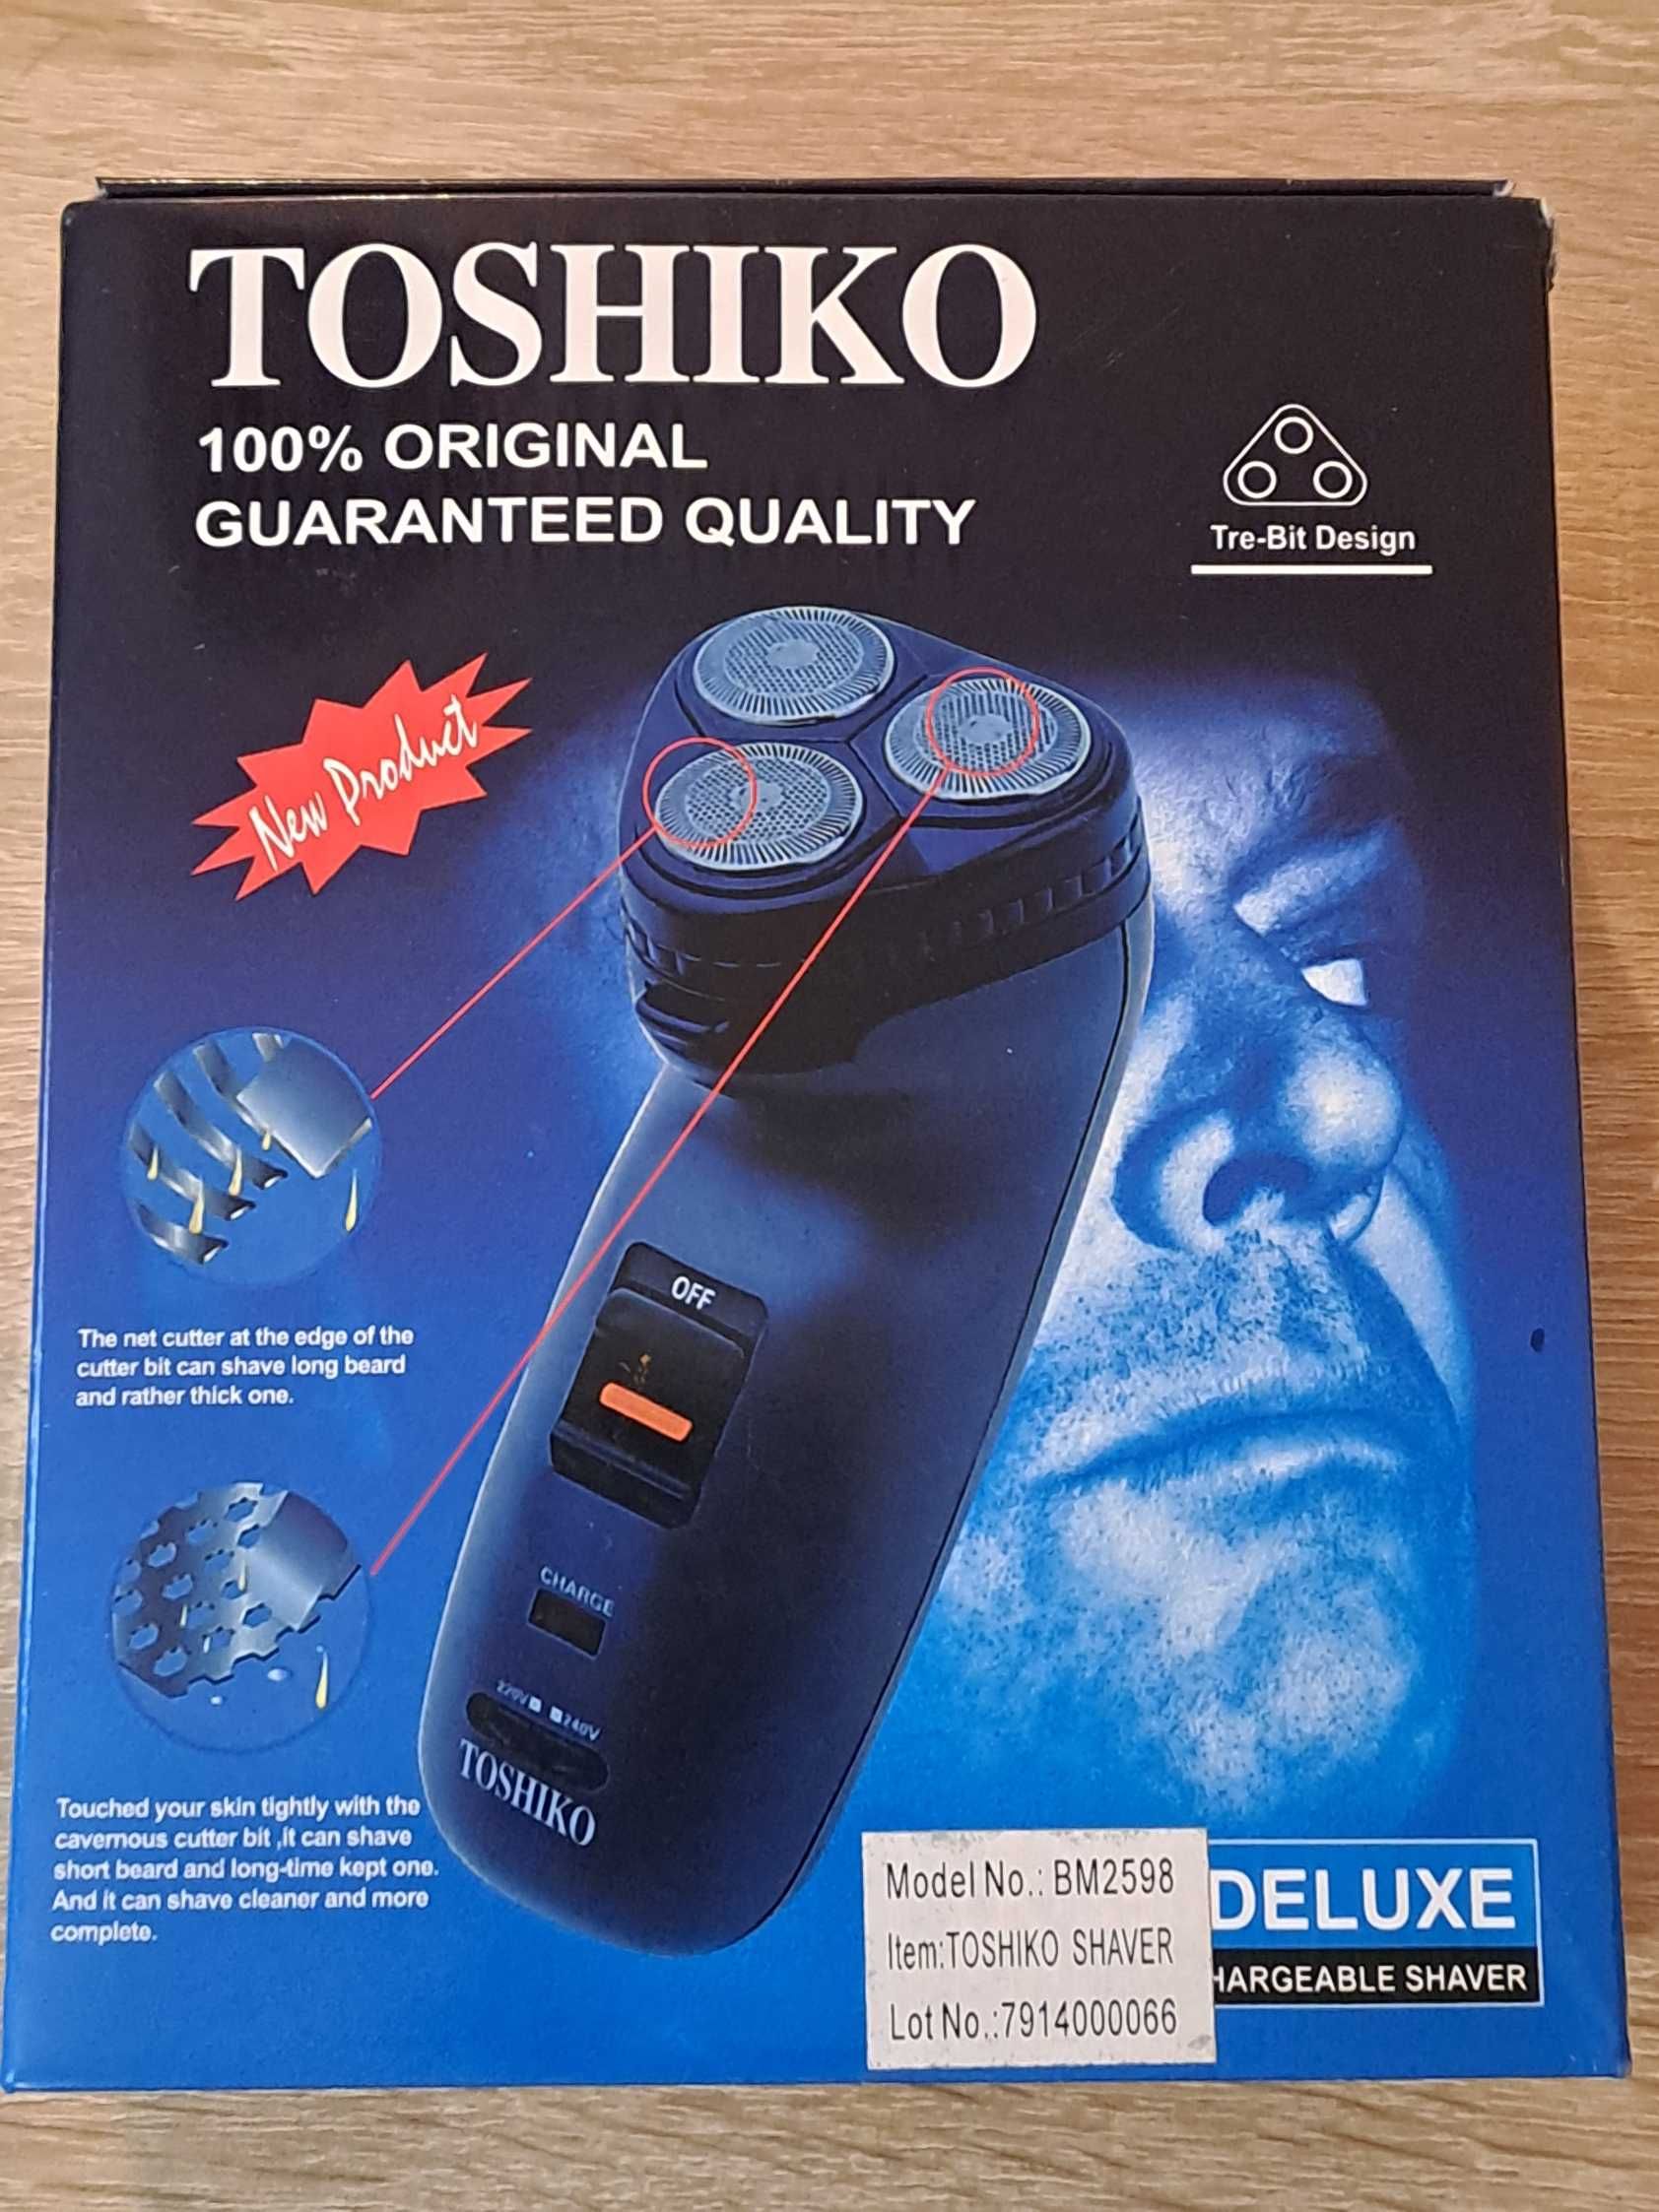 TOSHIKO
100% ORIGINAL
GUARANTEED QUALITY
Tre-Bit Design
New Product
OFF
The net cutter at the edge of the
cutter bit can shave long beard
and rather thick one.
CHARGE
220V 240V
TOSHIKO
Touched your skin tightly with the
cavernous cutter bit ,it can shave
short beard and long-time kept one.
And it can shave cleaner and more
complete.
Model No.: BM2598
Item:TOSHIKO SHAVER
Lot No.:7914000066
DELUXE
HARGEABLE SHAVER